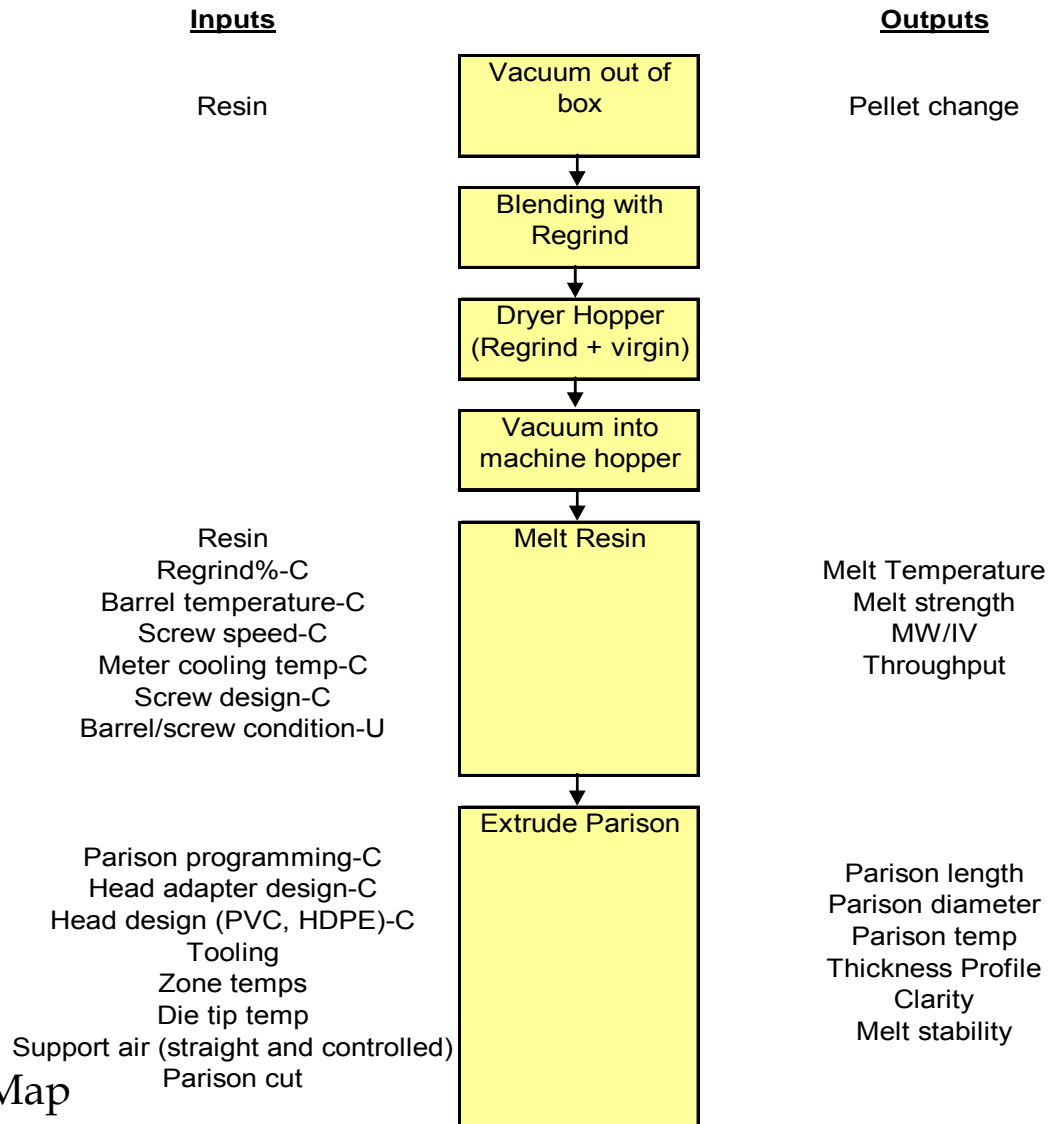 Inputs
Outputs
Vacuum out of
box
Resin
Pellet change
Blending with
Regrind
Dryer Hopper
(Regrind + virgin)
Vacuum into
machine hopper
Melt Resin
Resin
Regrind%-C
Barrel temperature-C
Screw speed-C
Meter cooling temp-C
Screw design-C
Barrel/screw condition-U
Melt Temperature
Melt strength
MW/IV
Throughput
Extrude Parison
Parison programming-C
Head adapter design-C
Head design (PVC, HDPE)-C
Tooling
Zone temps
Die tip temp
Support air (straight and controlled)
Parison cut
Parison length
Parison diameter
Parison temp
Thickness Profile
Clarity
Melt stability
Map